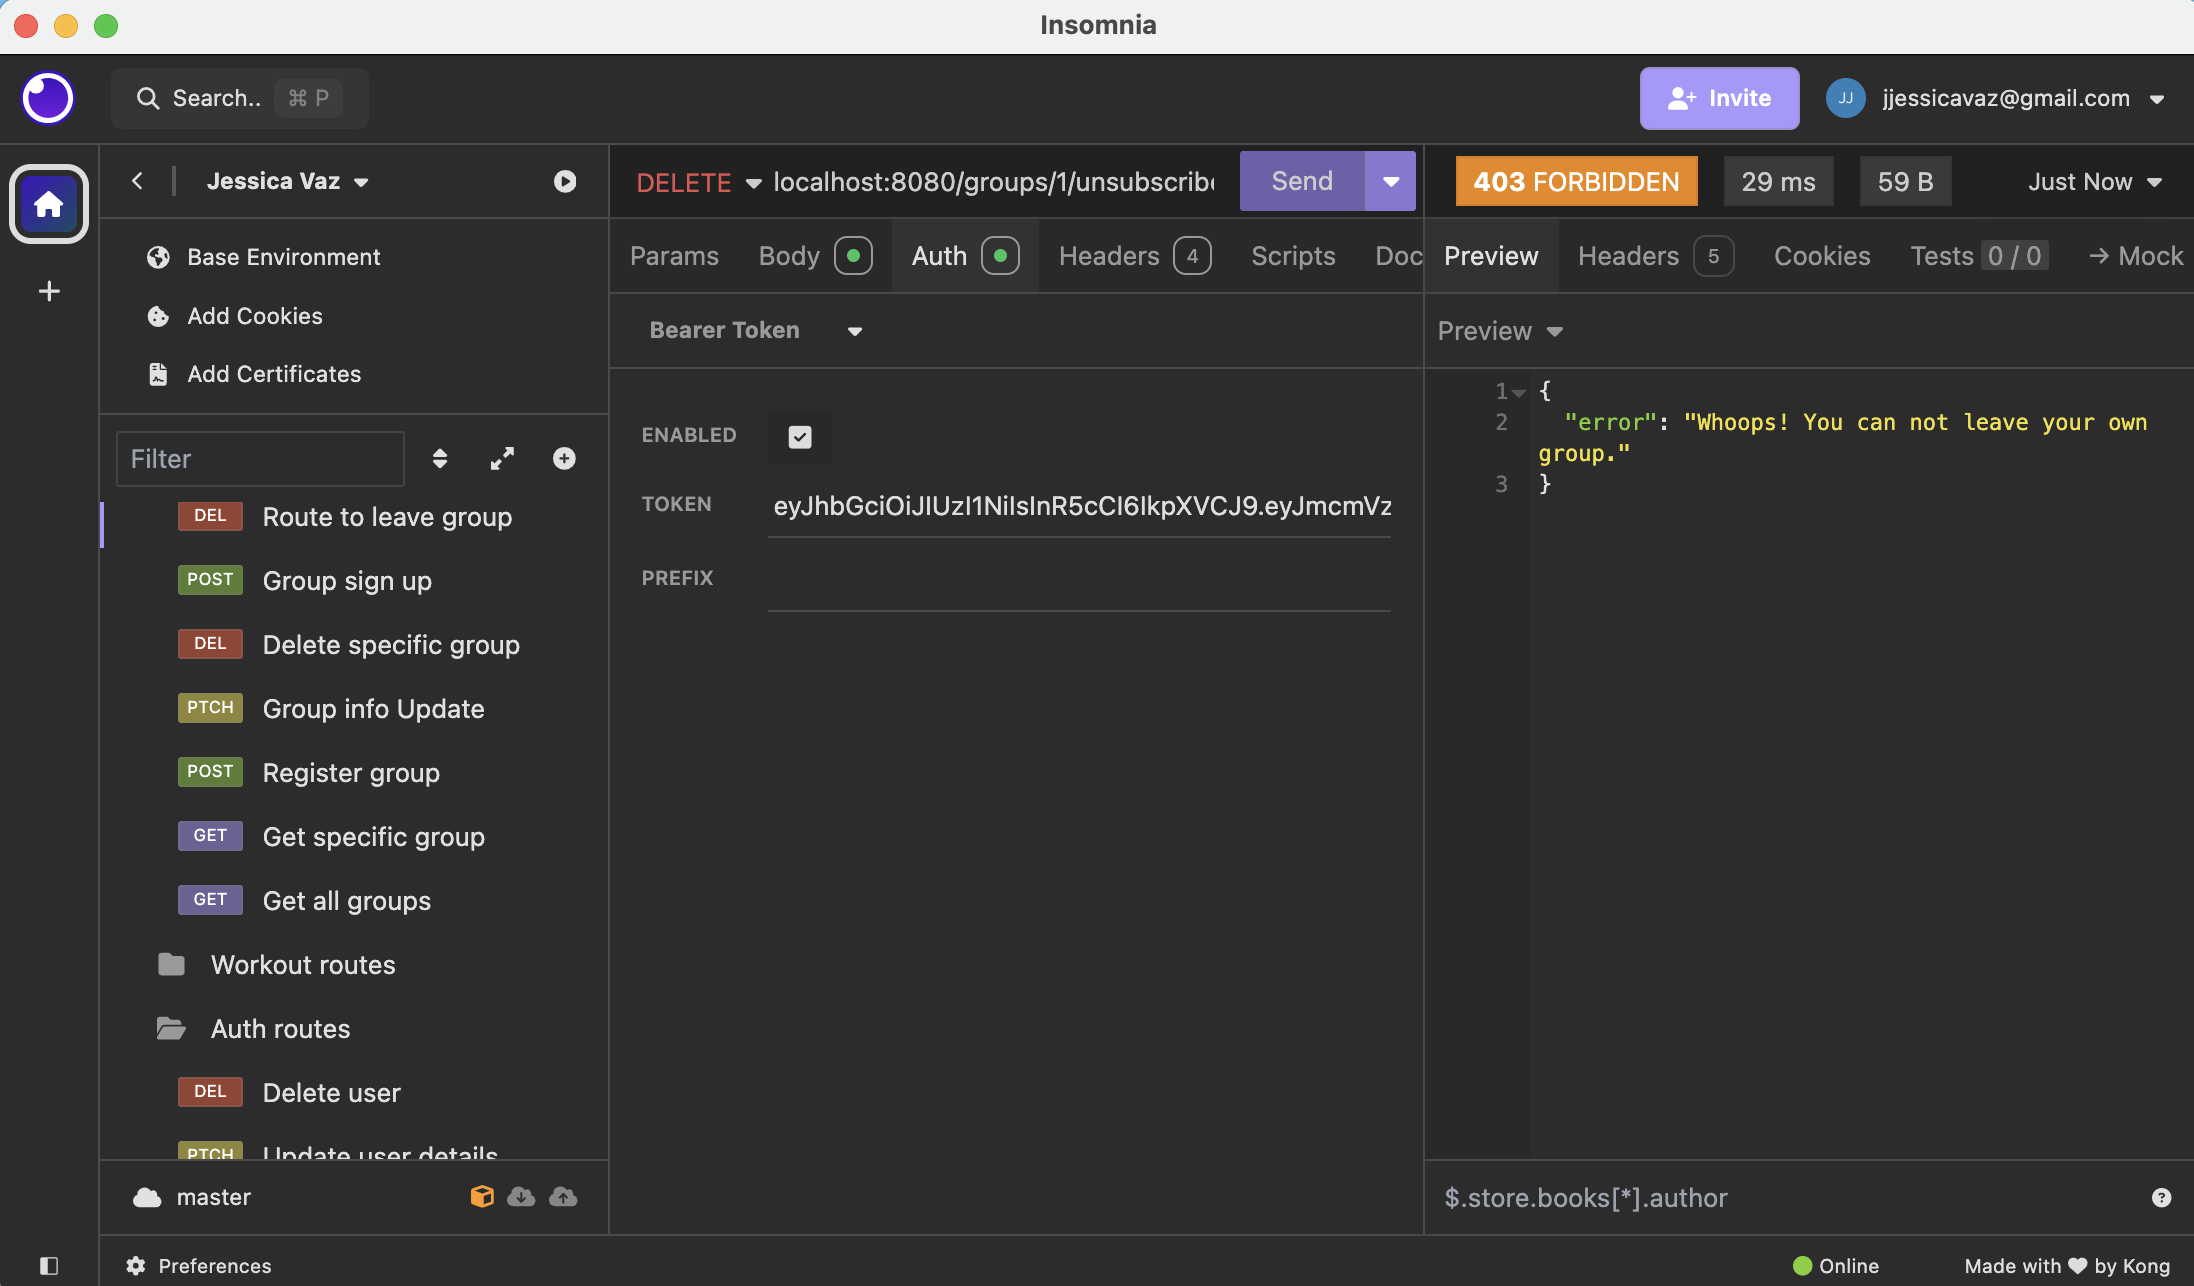 Insomnia
Search.. ⌘ P
Invite
JJ
jjessicavaz@gmail.com
Jessica Vaz
Base Environment
Add Cookies
Add Certificates
Filter
DEL Route to leave group
POST Group sign up
DEL Delete specific group
PTCH Group info Update
POST Register group
GET Get specific group
GET Get all groups
Workout routes
Auth routes
DEL Delete user
PTCH Update user details
master
Preferences
DELETE localhost:8080/groups/1/unsubscribe
Send
Params Body Auth Headers 4 Scripts Doc
Bearer Token
ENABLED
TOKEN eyJhbGciOiJIUzI1NiIsInR5cCI6IkpXVCJ9.eyJmcmVz
PREFIX
403 FORBIDDEN 29 ms 59 B Just Now
Preview Headers 5 Cookies Tests 0 / 0 → Mock
Preview
1 {
2 "error": "Whoops! You can not leave your own
group."
3 }
$.store.books[*].author
?
Online Made with ♥ by Kong